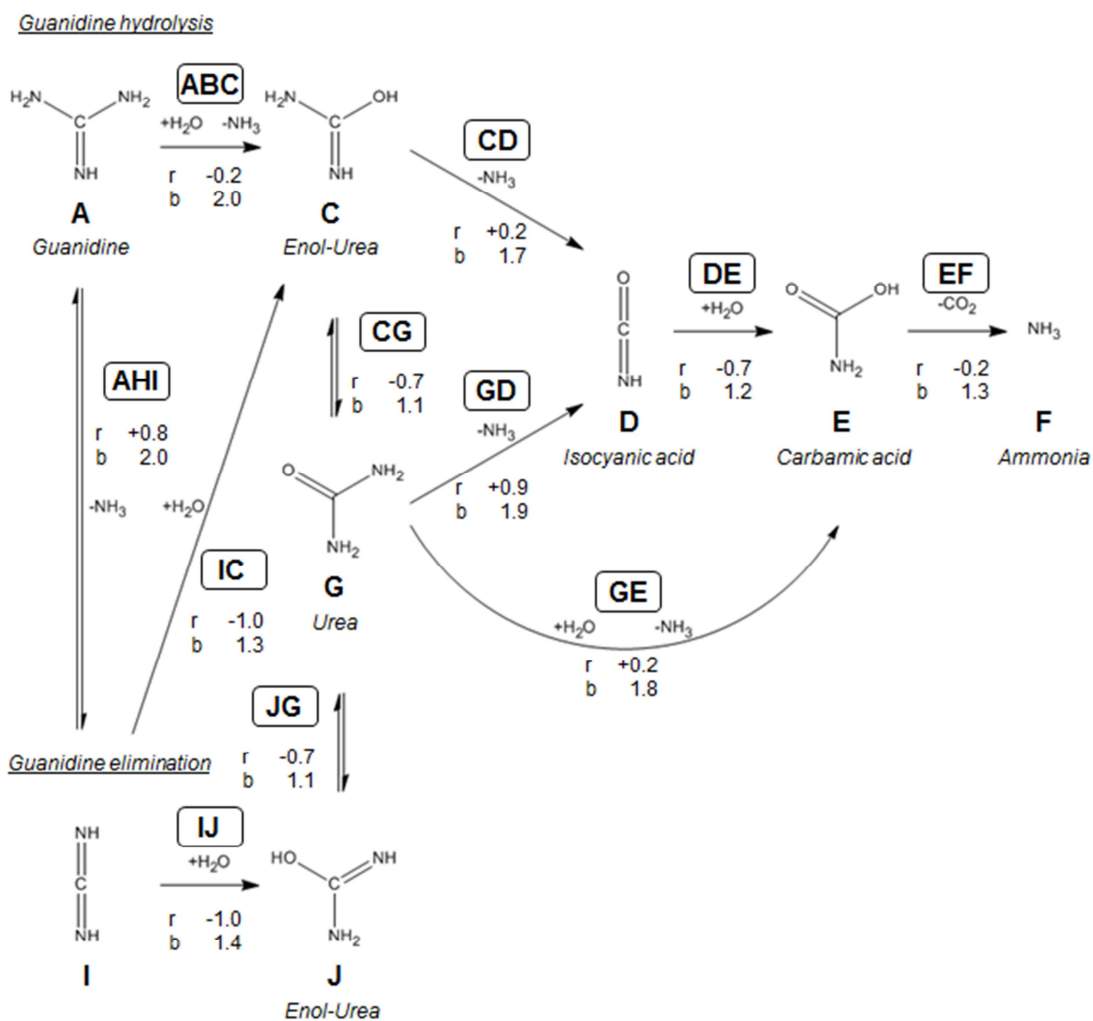 Guanidine hydrolysis
H2N NH2 C NH
A
Guanidine
ABC
+H2O -NH3
r -0.2
b 2.0
H2N OH C NH
C
Enol-Urea
CD
-NH3
r +0.2
b 1.7
O C NH
D
Isocyanic acid
DE
+H2O
r -0.7
b 1.2
O OH NH2
E
Carbamic acid
EF
-CO2
r -0.2
b 1.3
NH3
F
Ammonia
AHI
r +0.8
b 2.0
-NH3 +H2O
IC
r -1.0
b 1.3
CG
r -0.7
b 1.1
GD
-NH3
r +0.9
b 1.9
O NH2 NH2
G
Urea
GE
+H2O -NH3
r +0.2
b 1.8
JG
r -0.7
b 1.1
Guanidine elimination
NH C NH
I
IJ
+H2O
r -1.0
b 1.4
HO NH C NH2
J
Enol-Urea